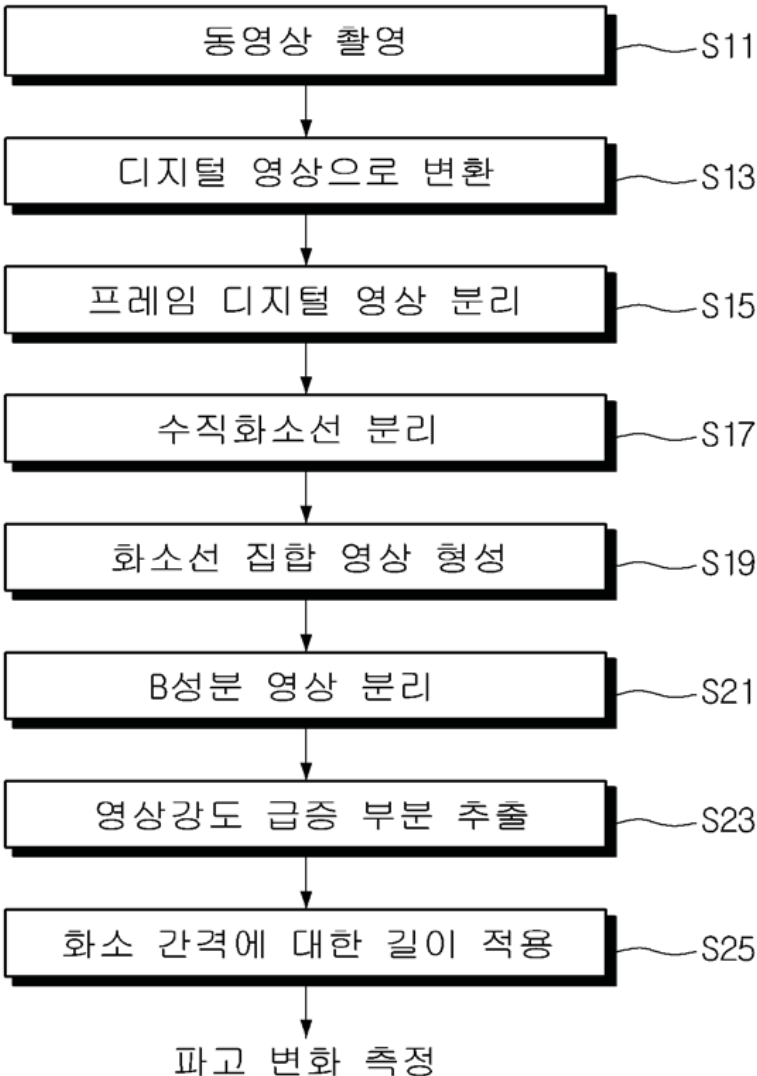 동영상 촬영 S11
디지털 영상으로 변환 S13
프레임 디지털 영상 분리 S15
수직화소선 분리 S17
화소선 집합 영상 형성 S19
B성분 영상 분리 S21
영상강도 급증 부분 추출 S23
화소 간격에 대한 길이 적용 S25
파고 변화 측정